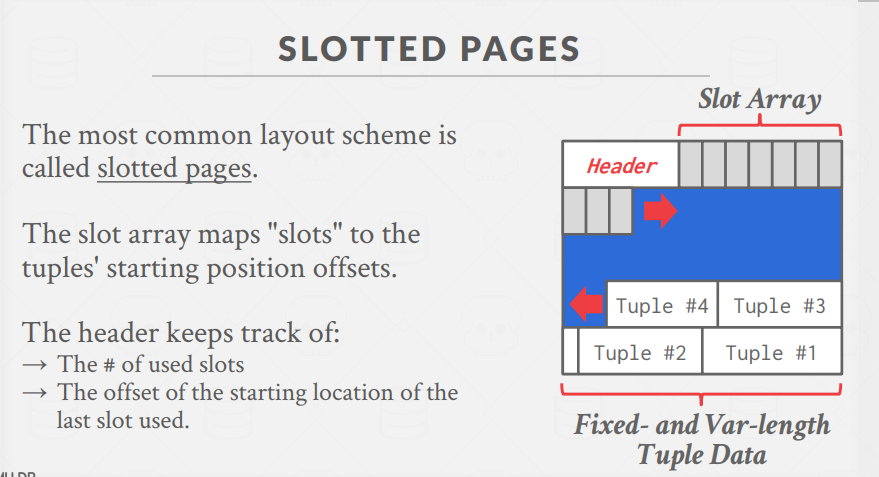 SLOTTED PAGES
The most common layout scheme is
called slotted pages.
The slot array maps "slots" to the
tuples' starting position offsets.
The header keeps track of:
→ The # of used slots
→ The offset of the starting location of the
last slot used.
Slot Array
Header
Tuple #4
Tuple #3
Tuple #2
Tuple #1
Fixed- and Var-length
Tuple Data